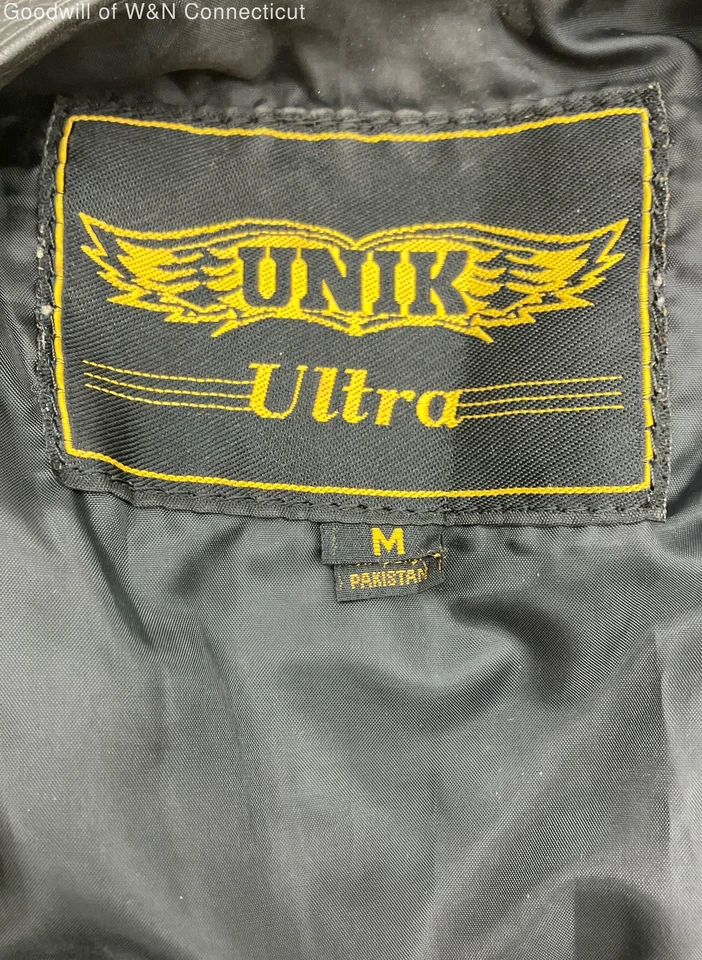 Goodwill of W&N Connecticut
UNIK
Ultra
M
PAKISTAN